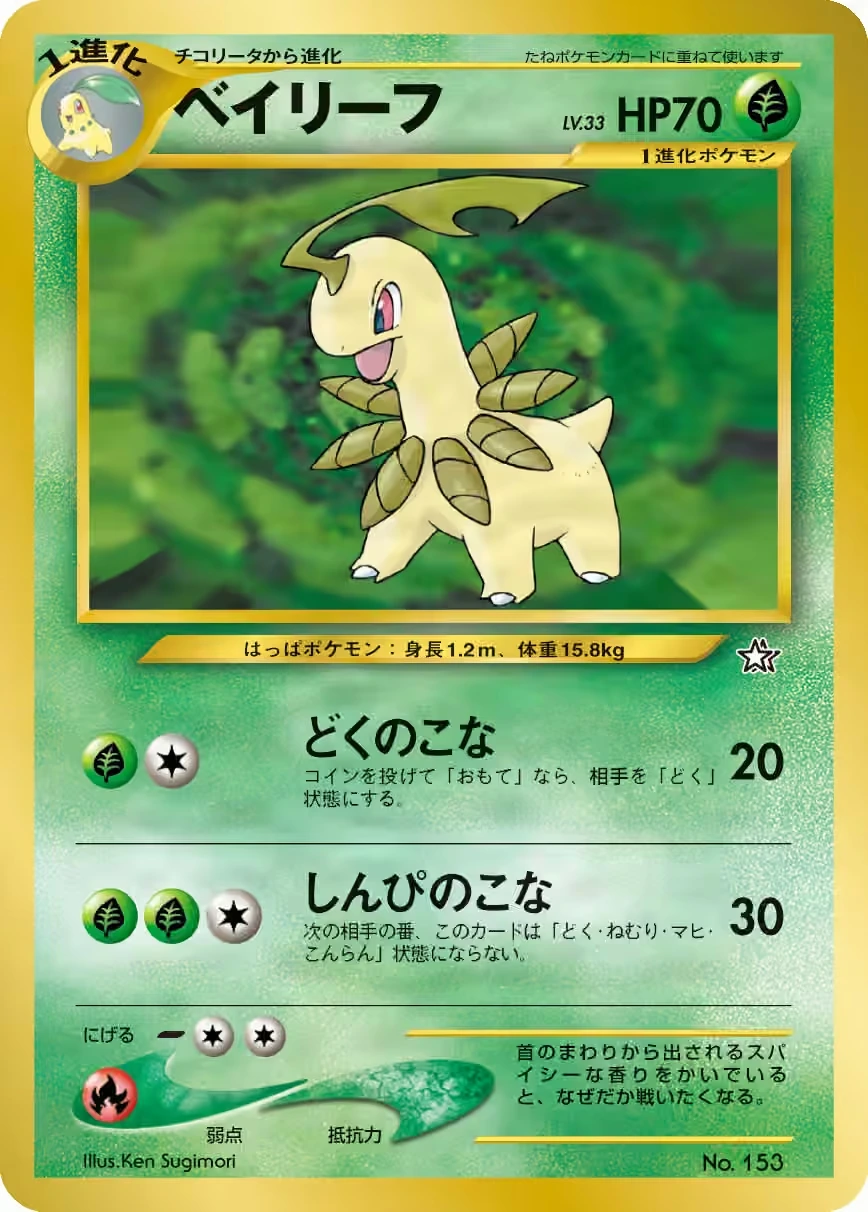 1進化
チコリータから進化
たねポケモンカードに重ねて使います
ベイリーフ
LV.33 HP70
1進化ポケモン
はっぱポケモン：身長1.2m、体重15.8kg
どくのこな
20
コインを投げて「おもて」なら、相手を「どく」
状態にする。
しんぴのこな
30
次の相手の番、このカードは「どく・ねむり・マヒ・
こんらん」状態にならない。
にげる
弱点
抵抗力
首のまわりから出されるスパ
イシーな香りをかいでいる
と、なぜだか戦いたくなる。
Illus.Ken Sugimori
No. 153